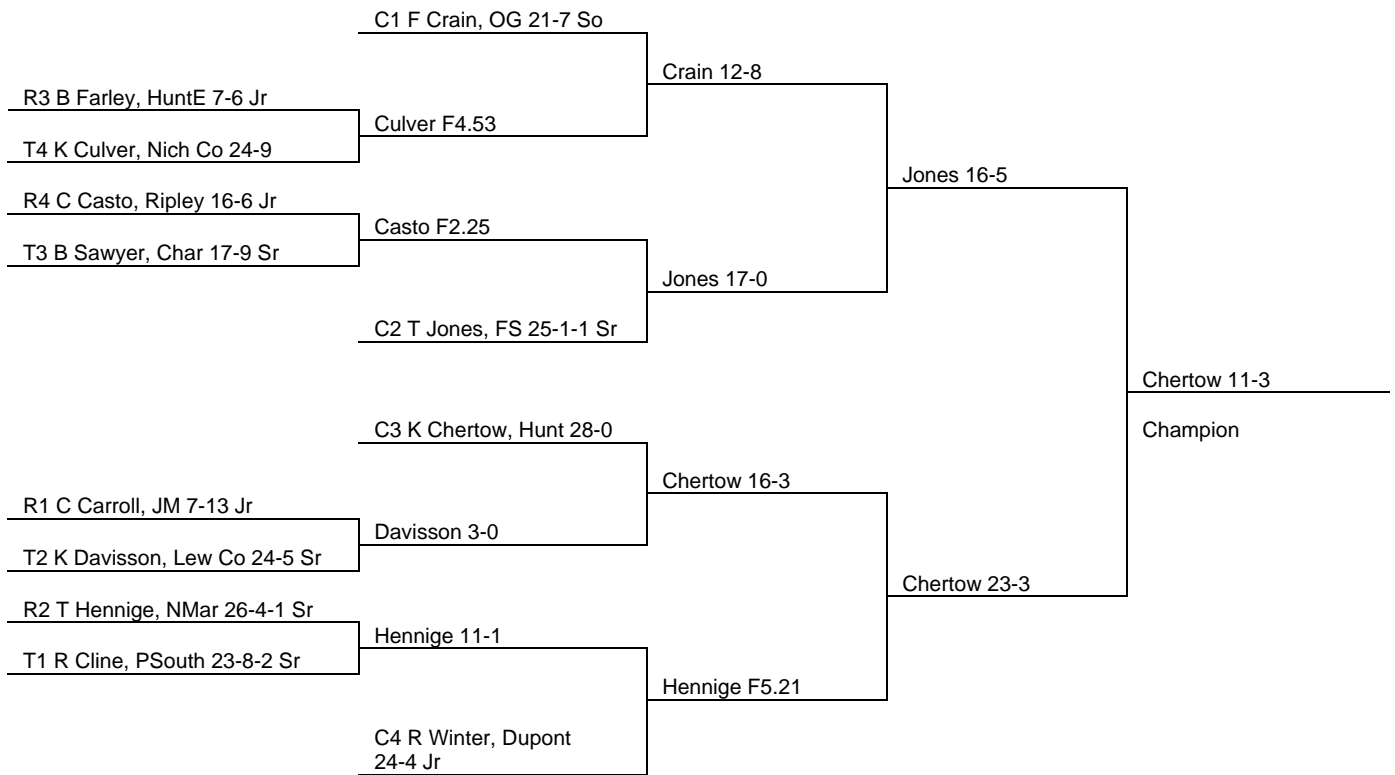 C1 F Crain, OG 21-7 So
Crain 12-8
R3 B Farley, HuntE 7-6 Jr
Culver F4.53
T4 K Culver, Nich Co 24-9
Jones 16-5
R4 C Casto, Ripley 16-6 Jr
Casto F2.25
T3 B Sawyer, Char 17-9 Sr
Jones 17-0
C2 T Jones, FS 25-1-1 Sr
Chertow 11-3
C3 K Chertow, Hunt 28-0
Champion
Chertow 16-3
R1 C Carroll, JM 7-13 Jr
Davisson 3-0
T2 K Davisson, Lew Co 24-5 Sr
Chertow 23-3
R2 T Hennige, NMar 26-4-1 Sr
Hennige 11-1
T1 R Cline, PSouth 23-8-2 Sr
Hennige F5.21
C4 R Winter, Dupont
24-4 Jr